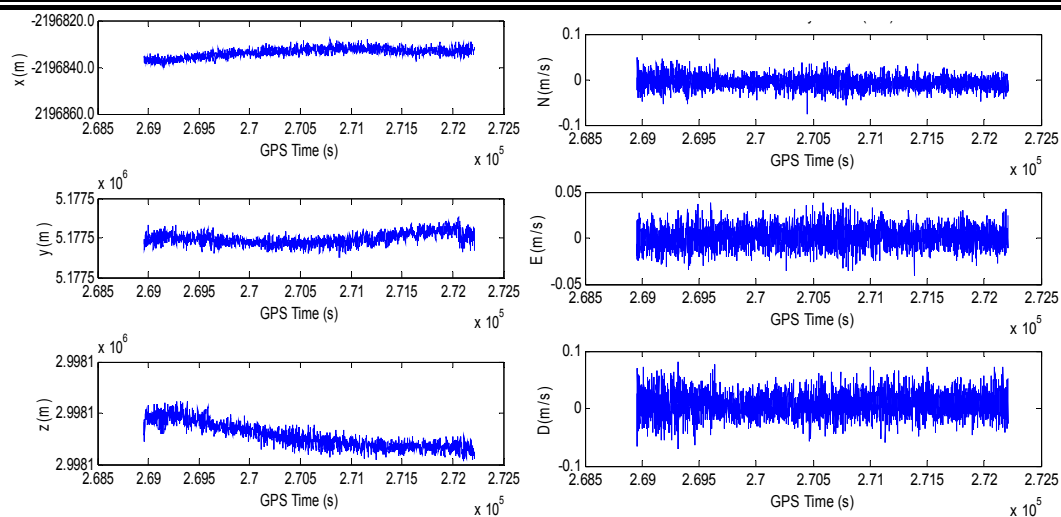 -2196820.0
-2196840.0
-2196860.0
x (m)
2.685 2.69 2.695 2.7 2.705 2.71 2.715 2.72 2.725
GPS Time (s)
x 10^5
x 10^6
5.1775
5.1775
5.1775
y (m)
2.685 2.69 2.695 2.7 2.705 2.71 2.715 2.72 2.725
GPS Time (s)
x 10^5
x 10^6
2.9981
2.9981
2.9981
z (m)
2.685 2.69 2.695 2.7 2.705 2.71 2.715 2.72 2.725
GPS Time (s)
x 10^5
0.1
0
-0.1
N (m/s)
2.685 2.69 2.695 2.7 2.705 2.71 2.715 2.72 2.725
GPS Time (s)
x 10^5
0.05
0
-0.05
E (m/s)
2.685 2.69 2.695 2.7 2.705 2.71 2.715 2.72 2.725
GPS Time (s)
x 10^5
0.1
0
-0.1
D (m/s)
2.685 2.69 2.695 2.7 2.705 2.71 2.715 2.72 2.725
GPS Time (s)
x 10^5